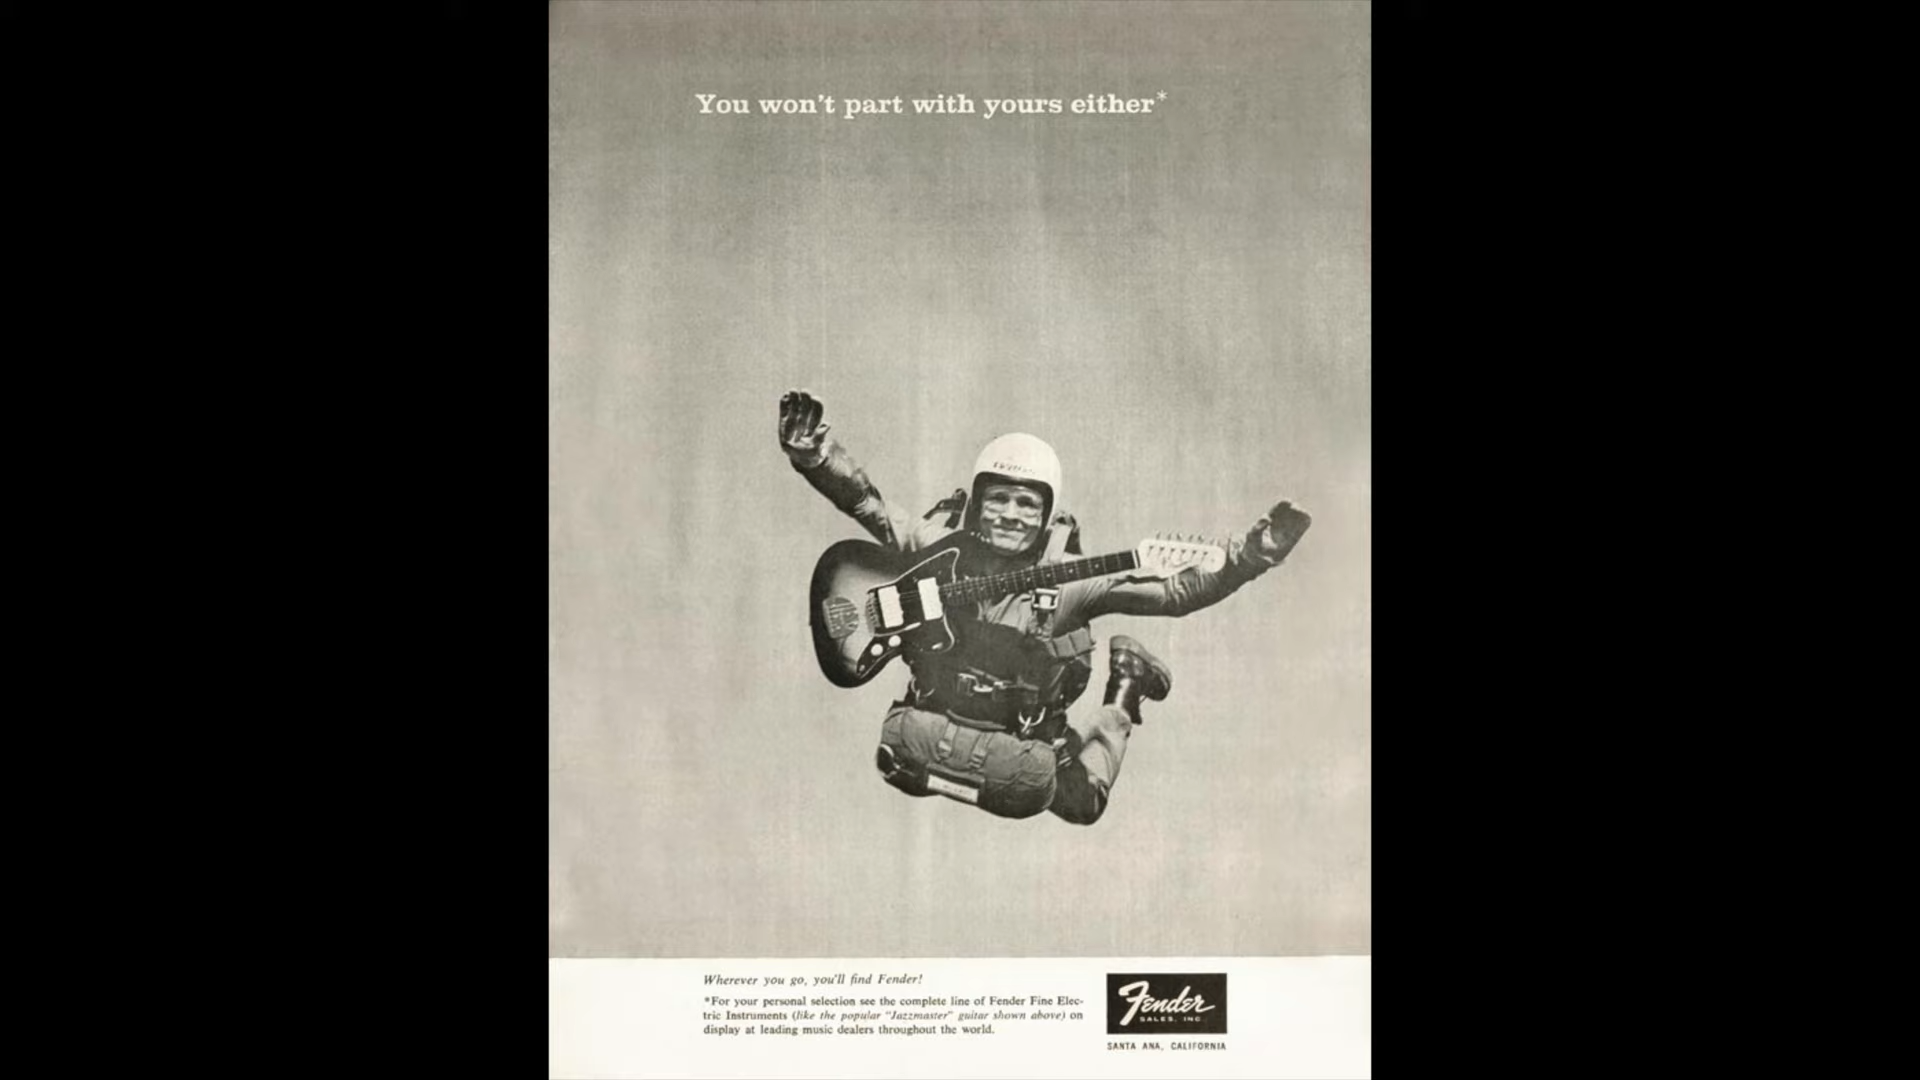 You won't part with yours either*
Wherever you go, you'll find Fender!
*For your personal selection see the complete line of Fender Fine Elec-
tric Instruments (like the popular "Jazzmaster" guitar shown above) on
display at leading music dealers throughout the world.
Fender
SALES, INC.
SANTA ANA, CALIFORNIA